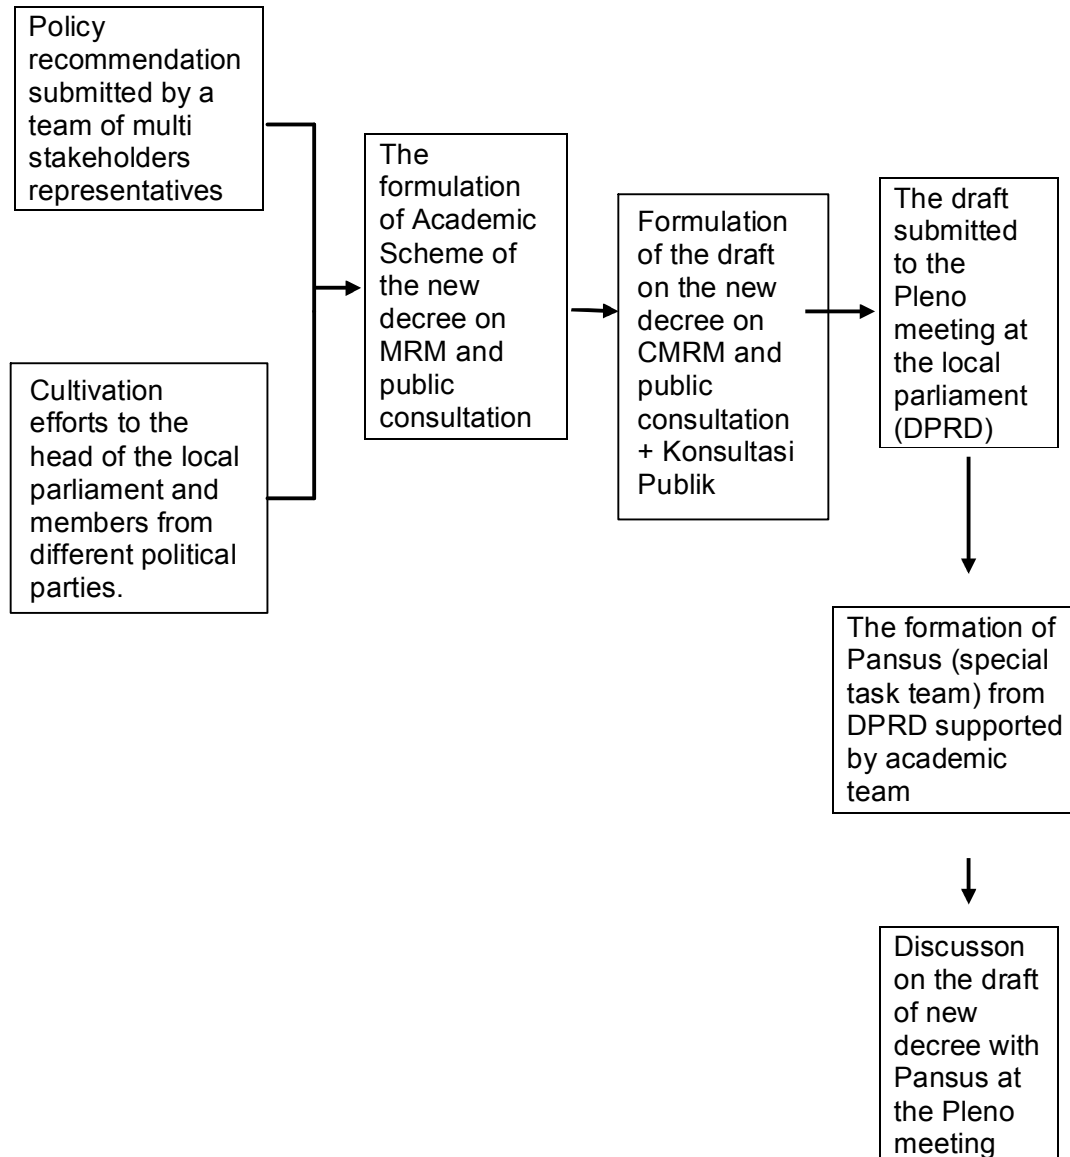 Policy
recommendation
submitted by a
team of multi
stakeholders
representatives
Cultivation
efforts to the
head of the local
parliament and
members from
different political
parties.
The
formulation
of Academic
Scheme of
the new
decree on
MRM and
public
consultation
Formulation
of the draft
on the new
decree on
CMRM and
public
consultation
+ Konsultasi
Publik
The draft
submitted
to the
Pleno
meeting at
the local
parliament
(DPRD)
The formation of
Pansus (special
task team) from
DPRD supported
by academic
team
Discusson
on the draft
of new
decree with
Pansus at
the Pleno
meeting